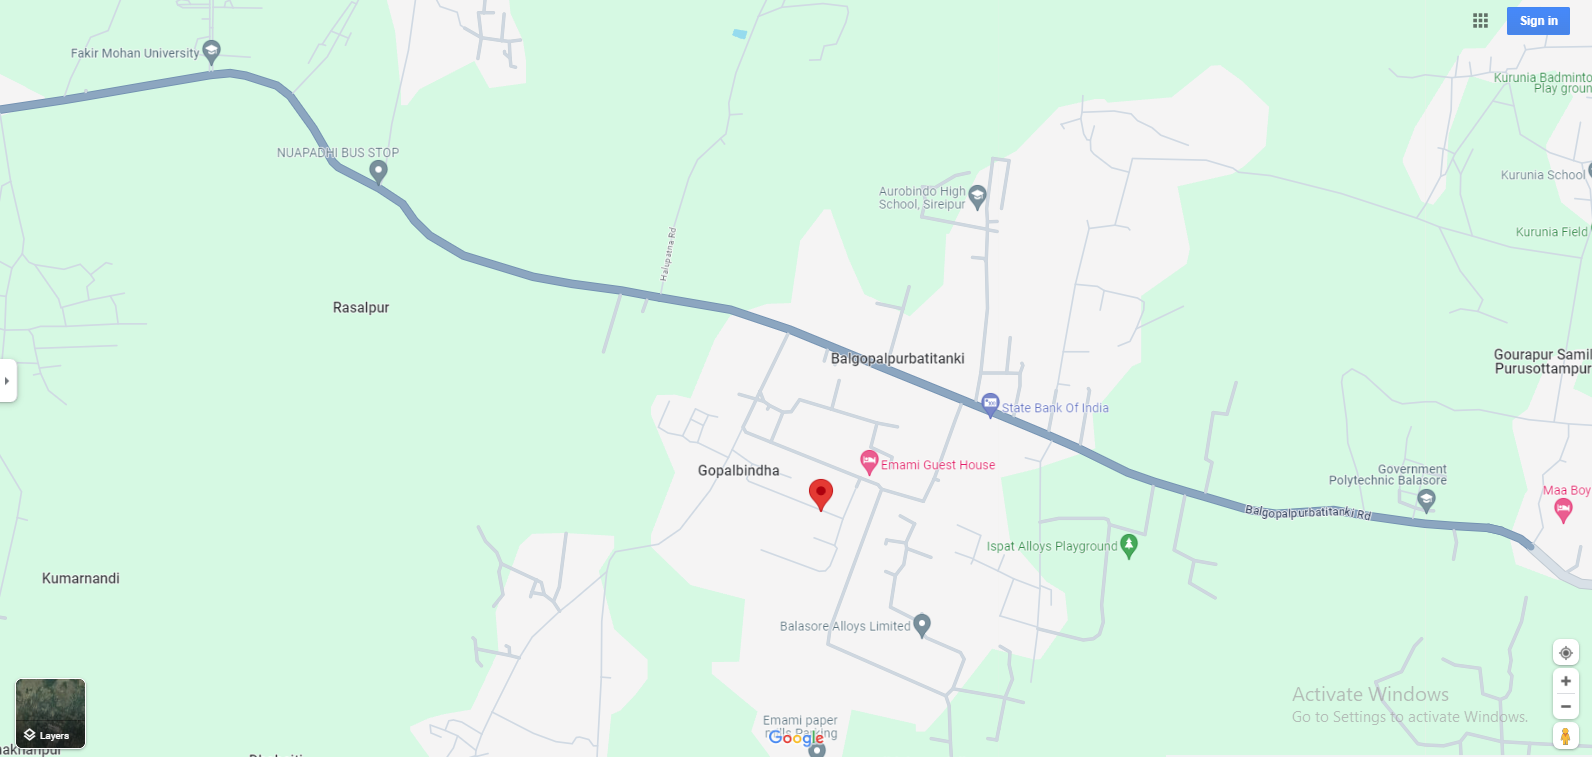 Sign in
Fakir Mohan University
Kurunia Badminto
Play groun
NUAPADHI BUS STOP
Kurunia School
Aurobindo High
School, Sireipur
Kurunia Field
Halupatna Rd
Rasalpur
Balgopalpurbatitanki
Gourapur Samil
Purusottampur
State Bank Of India
Gopalbindha
Emami Guest House
Government
Polytechnic Balasore
Maa Boy
Balgopalpurbatitanki Rd
Ispat Alloys Playground
Kumarnandi
Balasore Alloys Limited
Activate Windows
Go to Settings to activate Windows.
Emami paper
mills Parking
Google
Layers